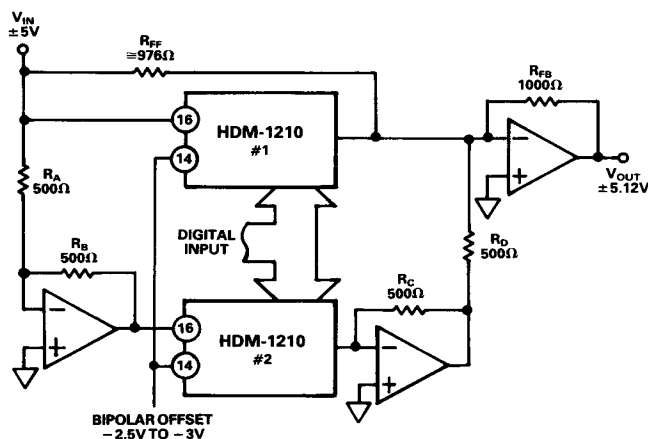 V_IN
±5V
R_FF
≅976Ω
R_FB
1000Ω
16
14
HDM-1210
#1
R_A
500Ω
V_OUT
±5.12V
R_D
500Ω
DIGITAL
INPUT
R_B
500Ω
R_C
500Ω
16
14
HDM-1210
#2
BIPOLAR OFFSET
−2.5V TO −3V